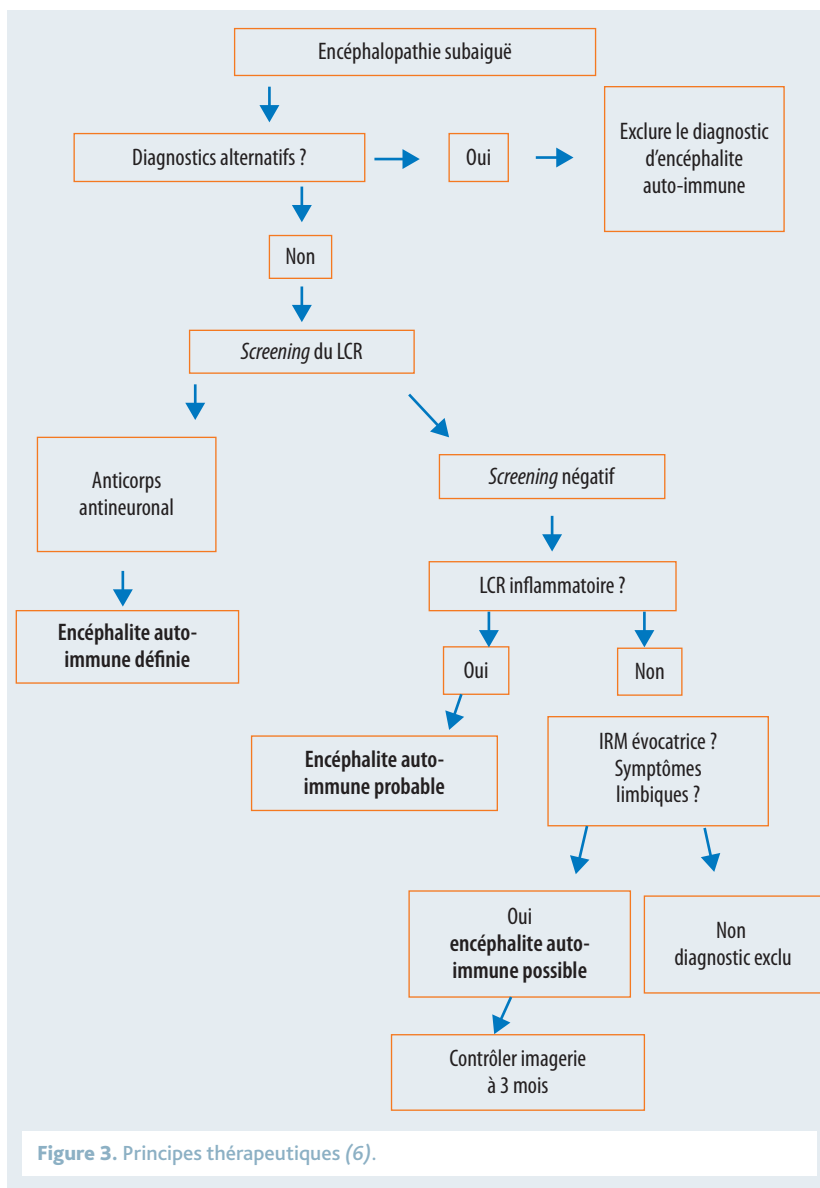 Encéphalopathie subaiguë
Diagnostics alternatifs ?
Oui
Exclure le diagnostic
d'encéphalite
auto-immune
Non
Screening du LCR
Anticorps
antineuronal
Screening négatif
LCR inflammatoire ?
Encéphalite auto-
immune définie
Oui
Non
Encéphalite auto-
immune probable
IRM évocatrice ?
Symptômes
limbiques ?
Oui
encéphalite auto-
immune possible
Non
diagnostic exclu
Contrôler imagerie
à 3 mois
Figure 3. Principes thérapeutiques (6).